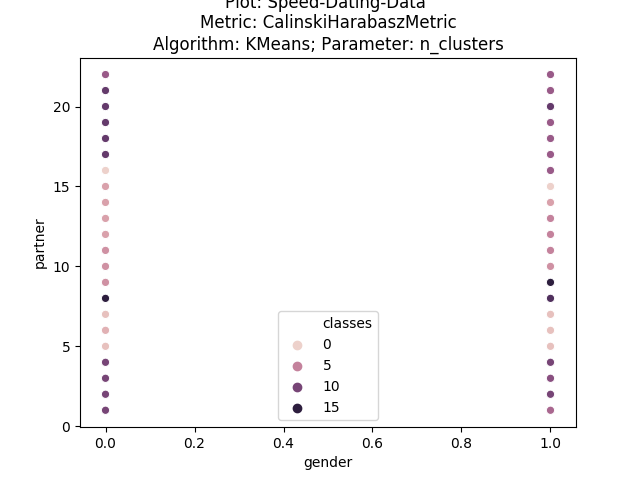 Plot: Speed-Dating-Data
Metric: CalinskiHarabaszMetric
Algorithm: KMeans; Parameter: n_clusters
20
15
10
5
0
partner
classes
0
5
10
15
0.0 0.2 0.4 0.6 0.8 1.0
gender